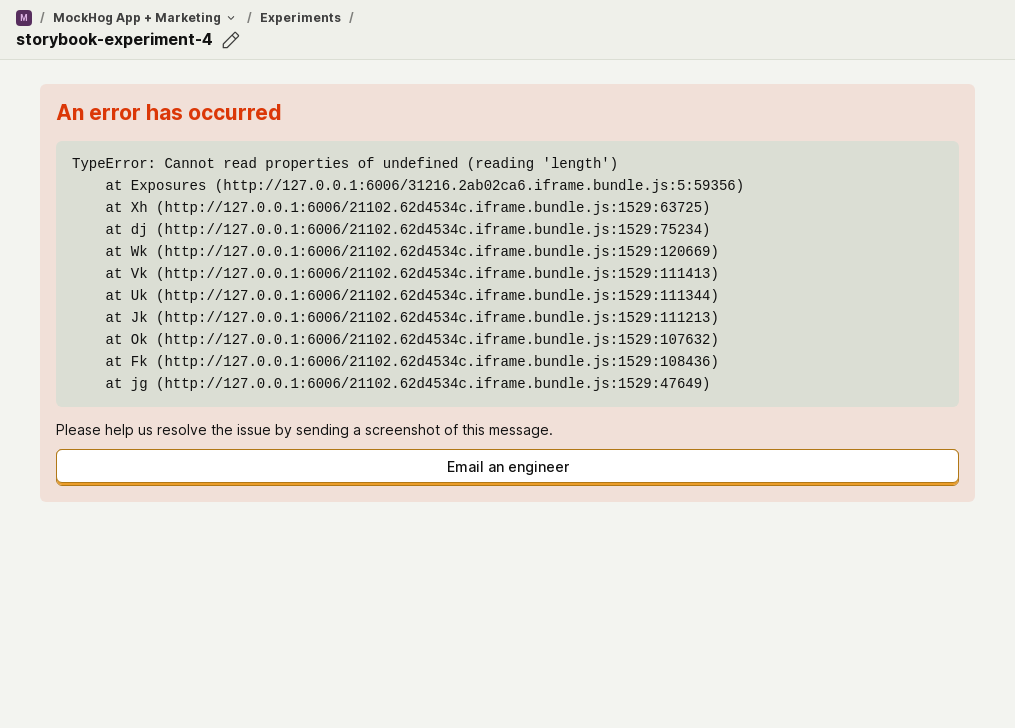 M / MockHog App + Marketing / Experiments /
storybook-experiment-4
An error has occurred
TypeError: Cannot read properties of undefined (reading 'length')
    at Exposures (http://127.0.0.1:6006/31216.2ab02ca6.iframe.bundle.js:5:59356)
    at Xh (http://127.0.0.1:6006/21102.62d4534c.iframe.bundle.js:1529:63725)
    at dj (http://127.0.0.1:6006/21102.62d4534c.iframe.bundle.js:1529:75234)
    at Wk (http://127.0.0.1:6006/21102.62d4534c.iframe.bundle.js:1529:120669)
    at Vk (http://127.0.0.1:6006/21102.62d4534c.iframe.bundle.js:1529:111413)
    at Uk (http://127.0.0.1:6006/21102.62d4534c.iframe.bundle.js:1529:111344)
    at Jk (http://127.0.0.1:6006/21102.62d4534c.iframe.bundle.js:1529:111213)
    at Ok (http://127.0.0.1:6006/21102.62d4534c.iframe.bundle.js:1529:107632)
    at Fk (http://127.0.0.1:6006/21102.62d4534c.iframe.bundle.js:1529:108436)
    at jg (http://127.0.0.1:6006/21102.62d4534c.iframe.bundle.js:1529:47649)
Please help us resolve the issue by sending a screenshot of this message.
Email an engineer